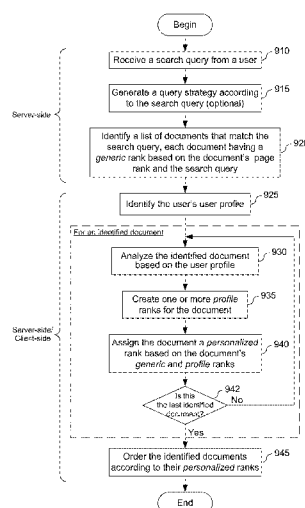 Begin
910
Receive a search query from a user
915
Generate a query strategy according
to the search query (optional)
Server-side
920
Identify a list of documents that match the
search query, each document having a
generic rank based on the document's page
rank and the search query
925
Identify the user's user profile
For an identified document
930
Analyze the identified document
based on the user profile
935
Create one or more profile
ranks for the document
Server-side/
Client-side
940
Assign the document a personalized
rank based on the document's
generic and profile ranks
942
Is this
the last identified
document?
No
Yes
945
Order the identified documents
according to their personalized ranks
End